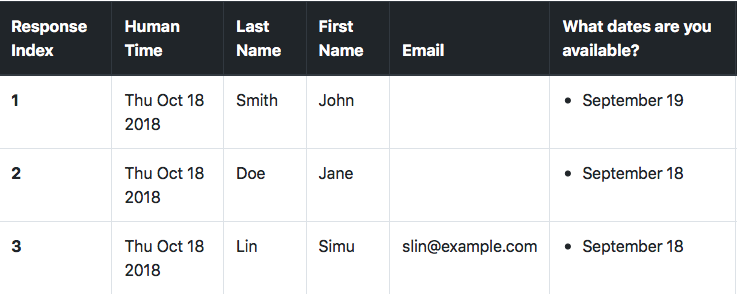 Response Index	Human Time	Last Name	First Name	Email	What dates are you available?
1	Thu Oct 18 2018	Smith	John		• September 19
2	Thu Oct 18 2018	Doe	Jane		• September 18
3	Thu Oct 18 2018	Lin	Simu	slin@example.com	• September 18